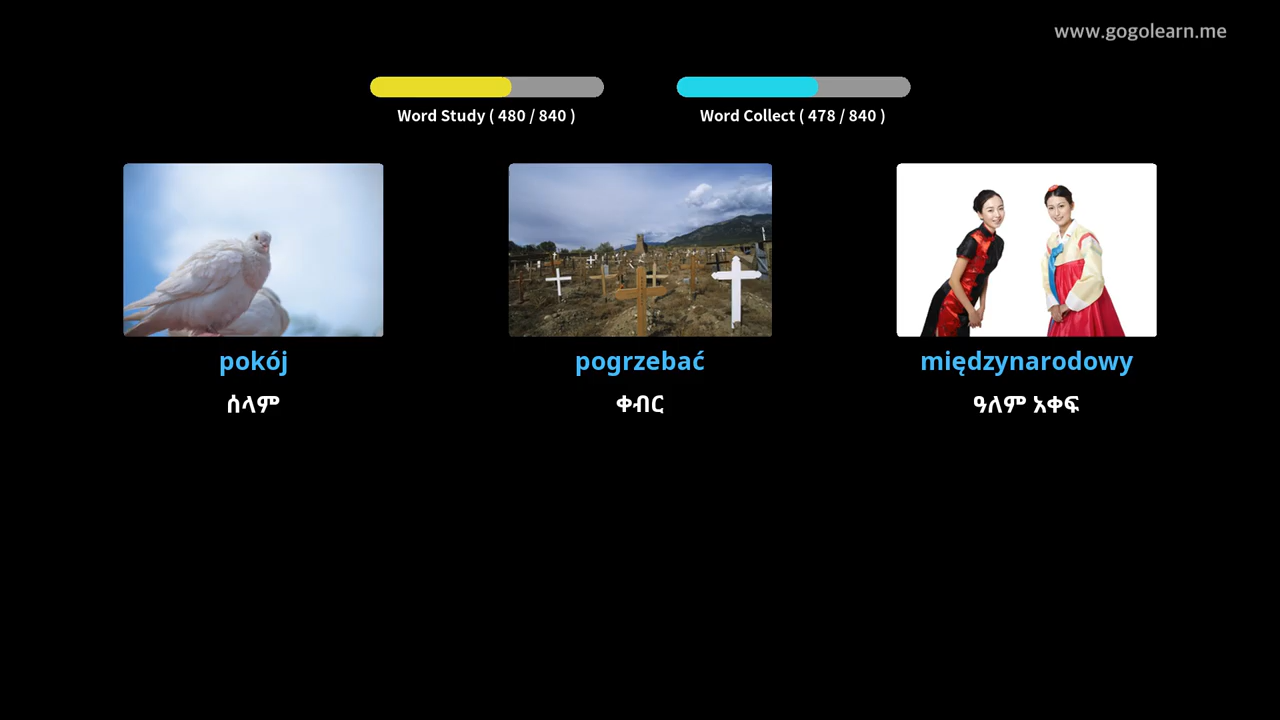 www.gogolearn.me
Word Study ( 480 / 840 )
Word Collect ( 478 / 840 )
pokój
pogrzebać
międzynarodowy
ሰላም
ቀብር
ዓለም አቀፍ